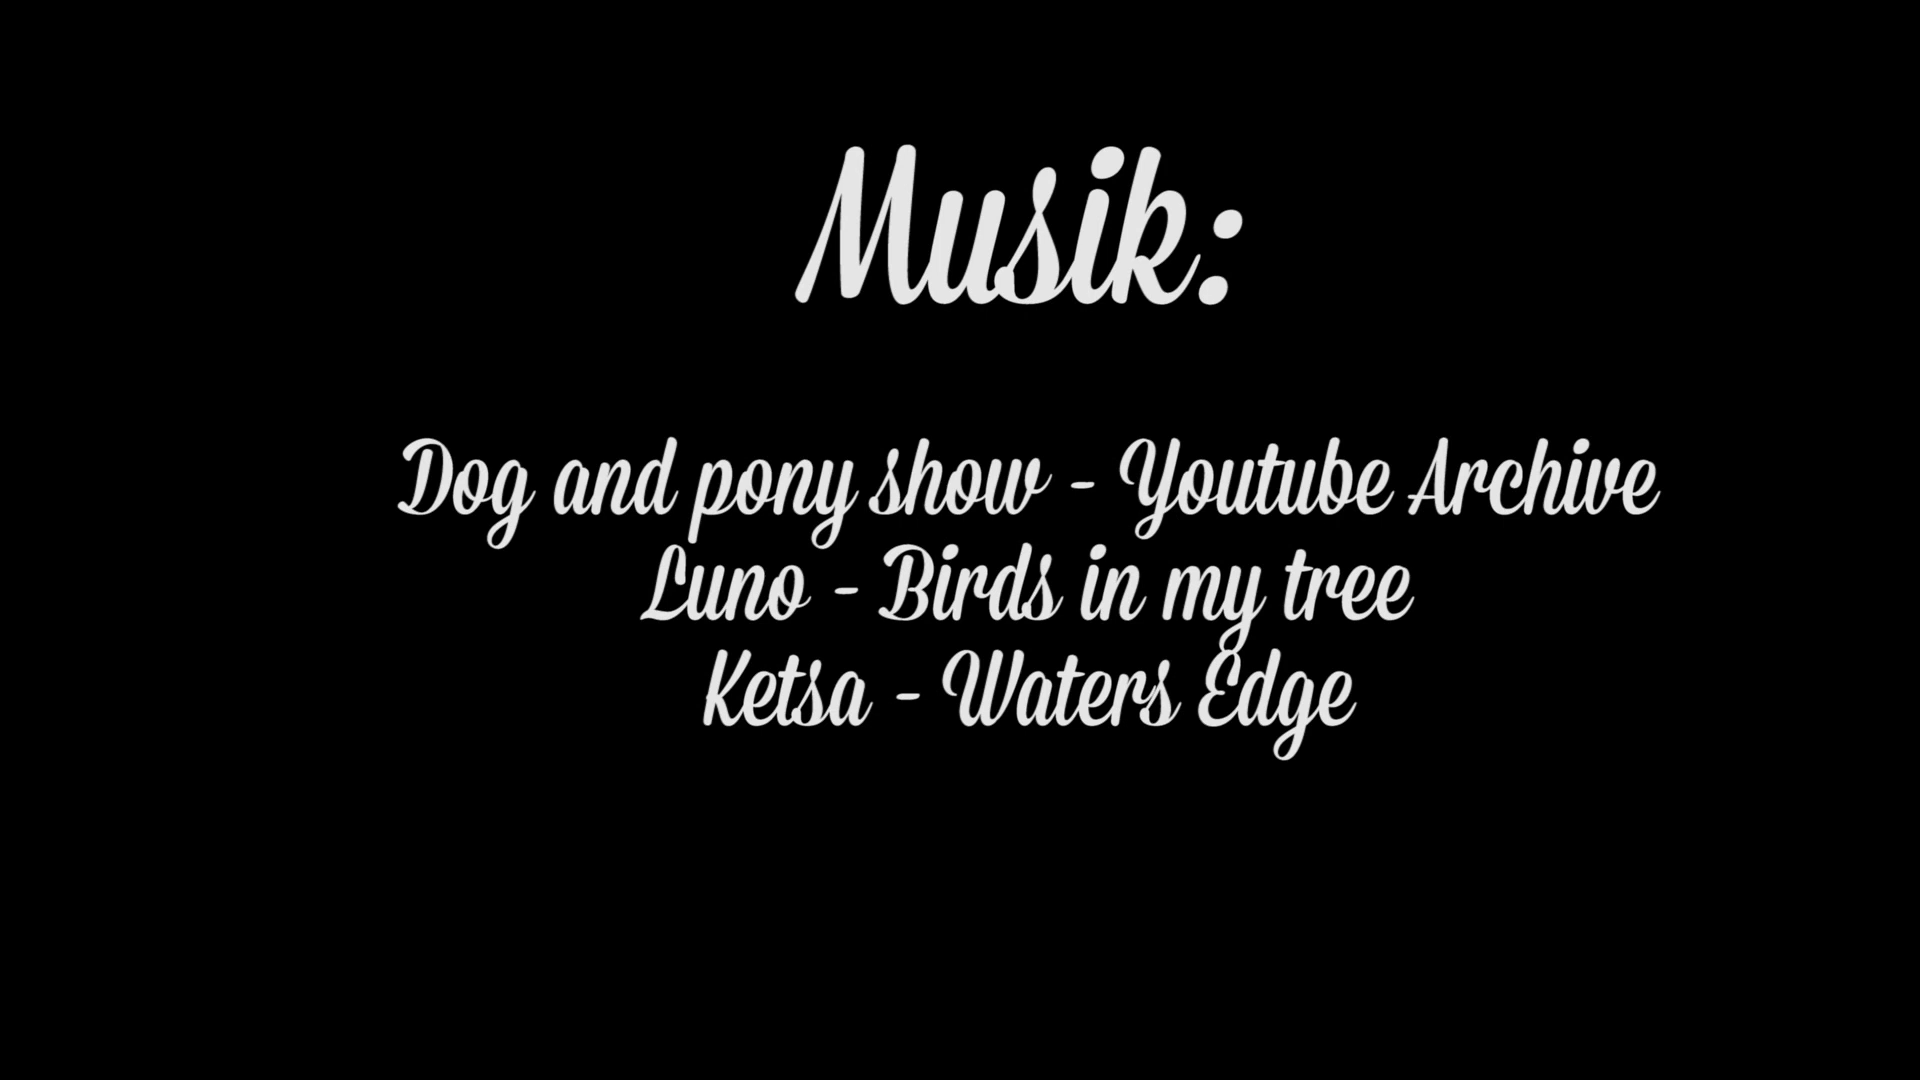 Musik:
Dog and pony show - Youtube Archive
Luno - Birds in my tree
Ketsa - Waters Edge